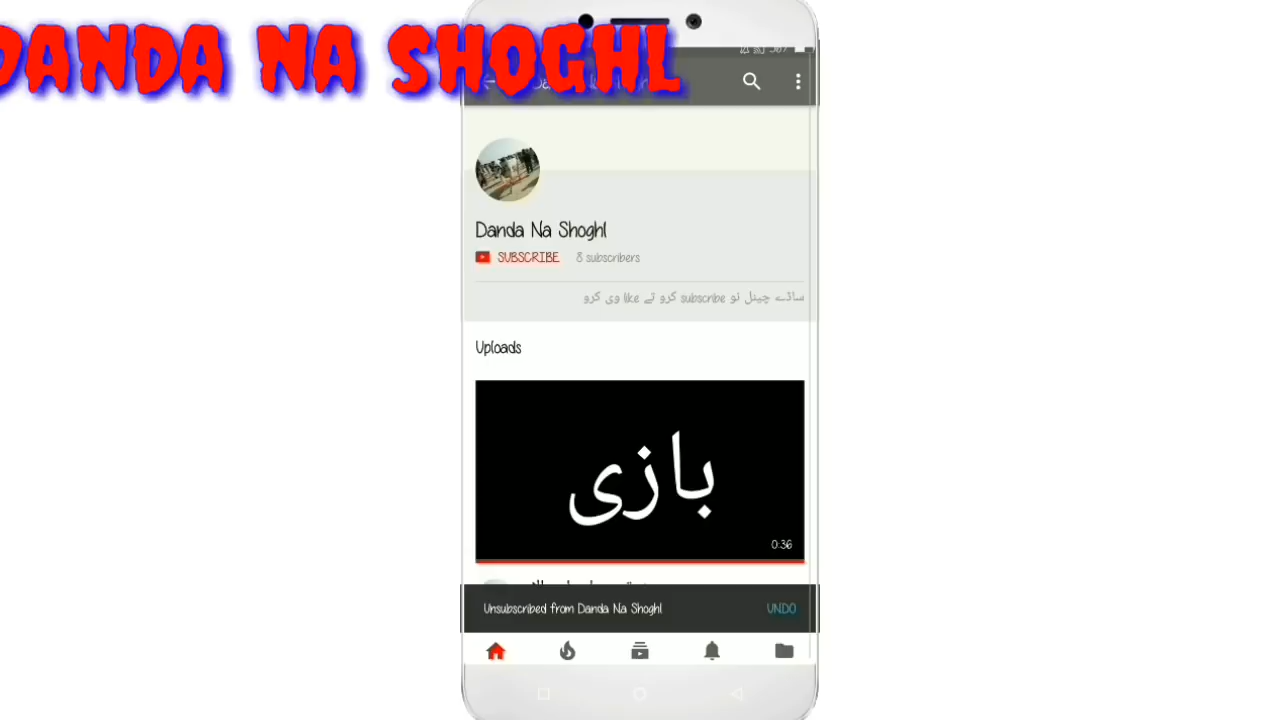 DANDA NA SHOGHL
Danda Na Shoghl
SUBSCRIBE 8 subscribers
ساڈے چینل نو subscribe کرو تے like وی کرو
Uploads
بازی
0:36
Unsubscribed from Danda Na Shoghl UNDO